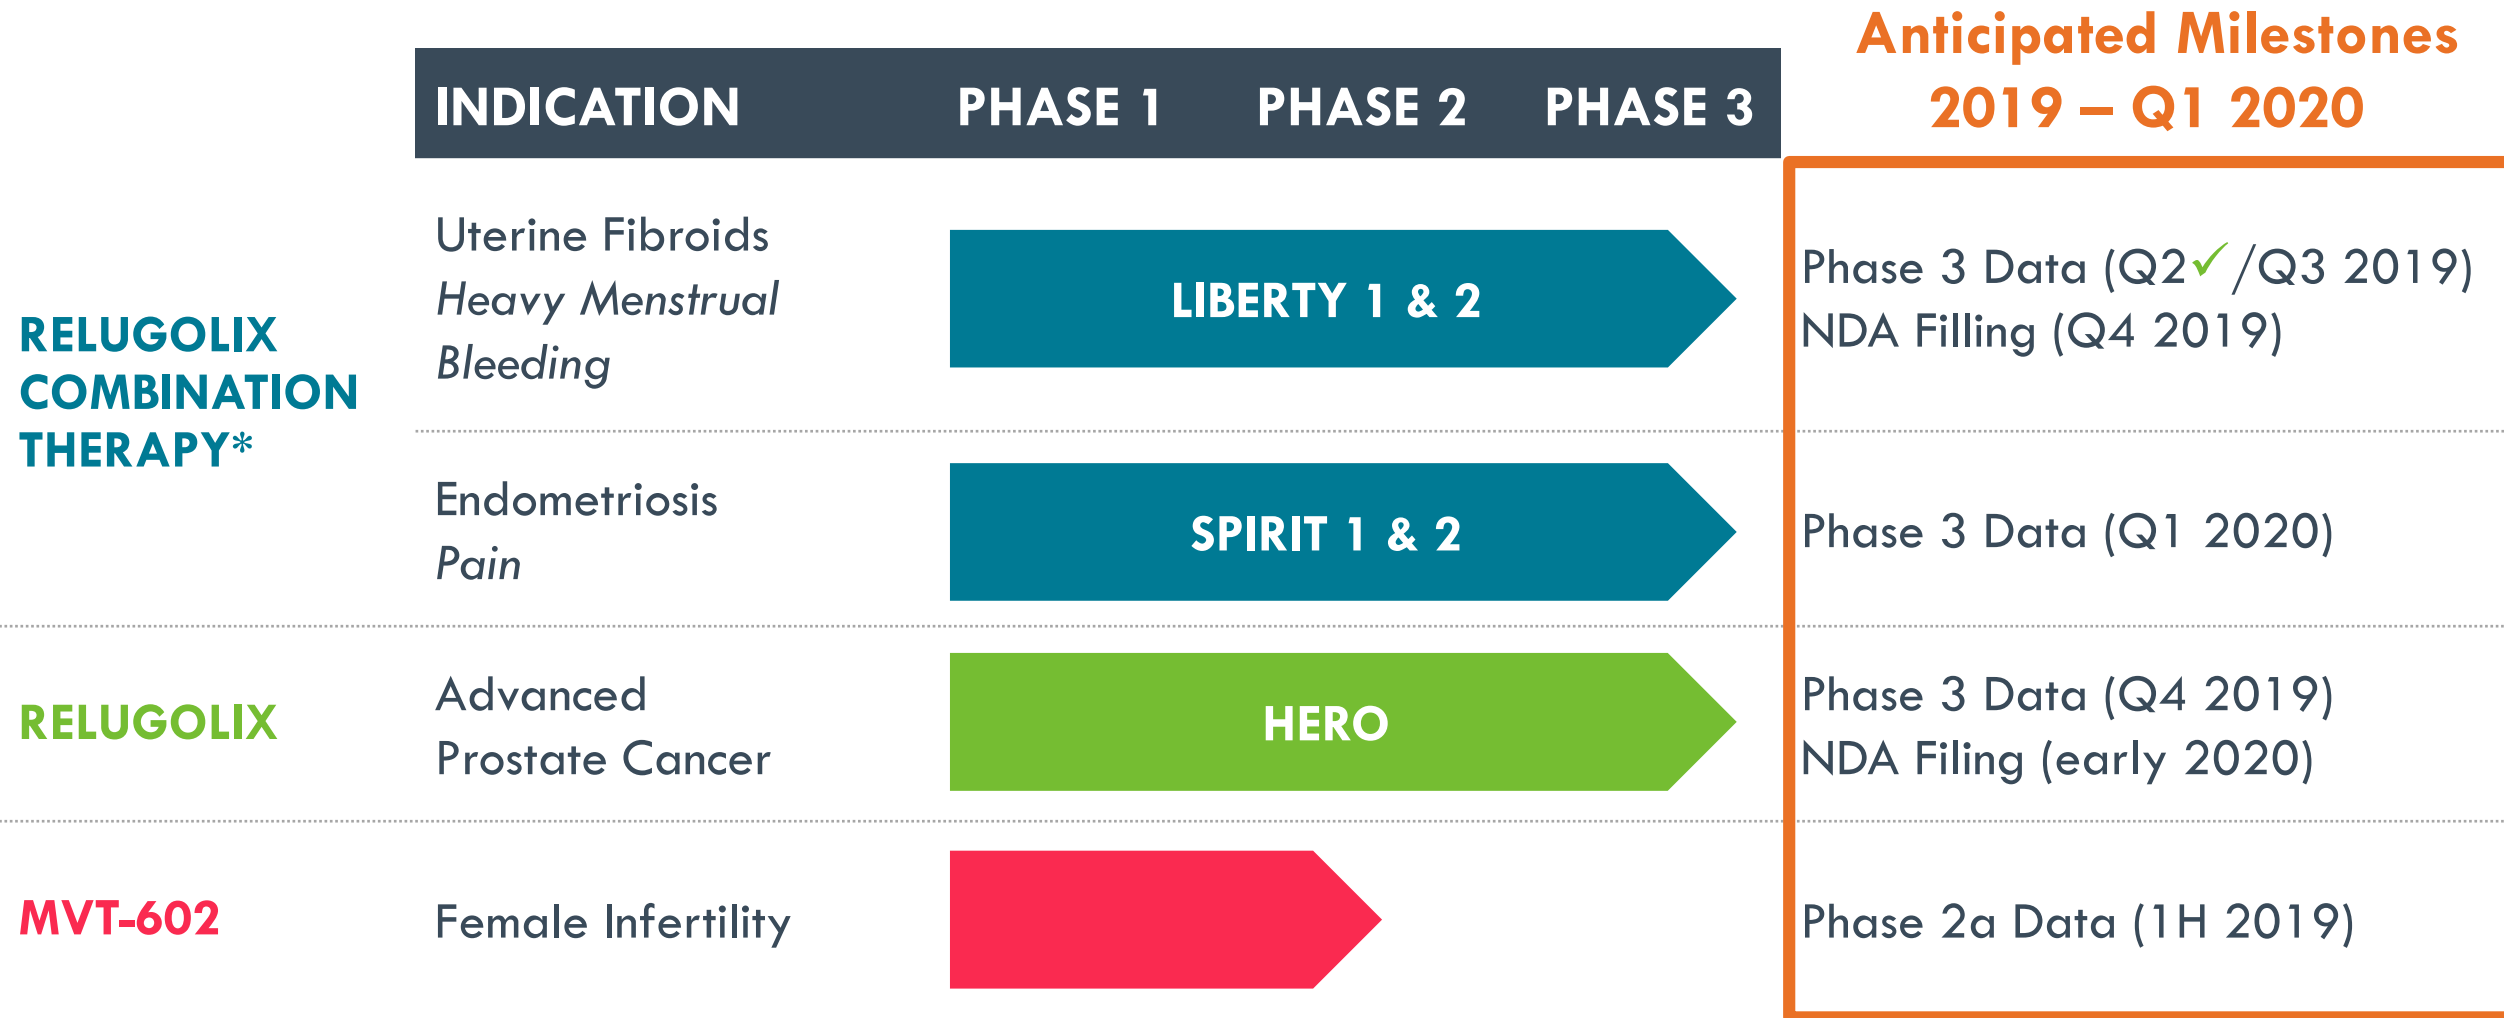 Anticipated Milestones
2019 – Q1 2020
INDICATION PHASE 1 PHASE 2 PHASE 3
RELUGOLIX
COMBINATION
THERAPY*
Uterine Fibroids
Heavy Menstrual
Bleeding
LIBERTY 1 & 2
Phase 3 Data (Q2✓/Q3 2019)
NDA Filling (Q4 2019)
Endometriosis
Pain
SPIRIT 1 & 2
Phase 3 Data (Q1 2020)
RELUGOLIX
Advanced
Prostate Cancer
HERO
Phase 3 Data (Q4 2019)
NDA Filing (early 2020)
MVT-602
Female Infertility
Phase 2a Data (1H 2019)